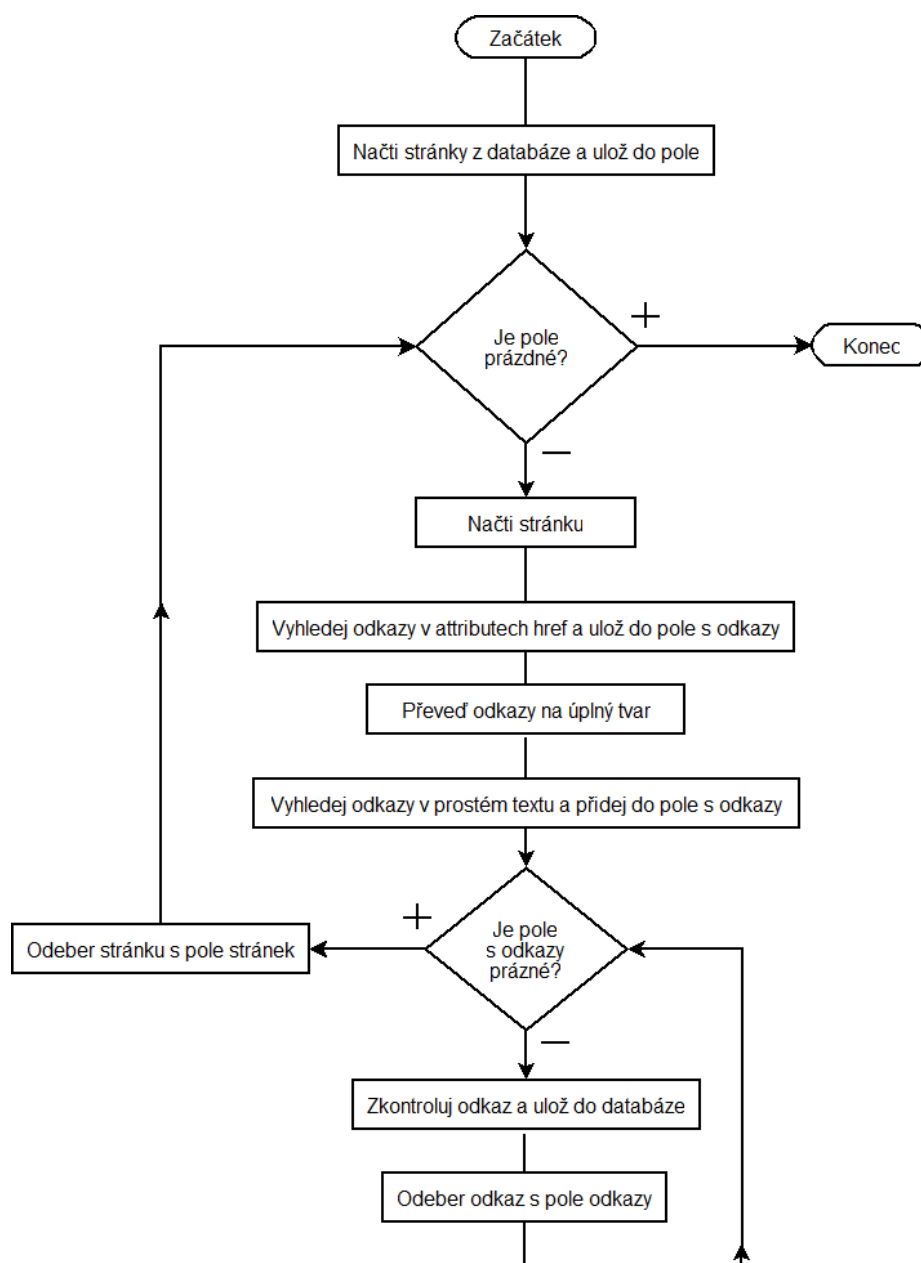 Začátek
Načti stránky z databáze a ulož do pole
Je pole
prázdné?
+
Konec
—
Načti stránku
Vyhledej odkazy v attributech href a ulož do pole s odkazy
Převeď odkazy na úplný tvar
Vyhledej odkazy v prostém textu a přidej do pole s odkazy
Je pole
s odkazy
prázné?
+
Odeber stránku s pole stránek
—
Zkontroluj odkaz a ulož do databáze
Odeber odkaz s pole odkazy